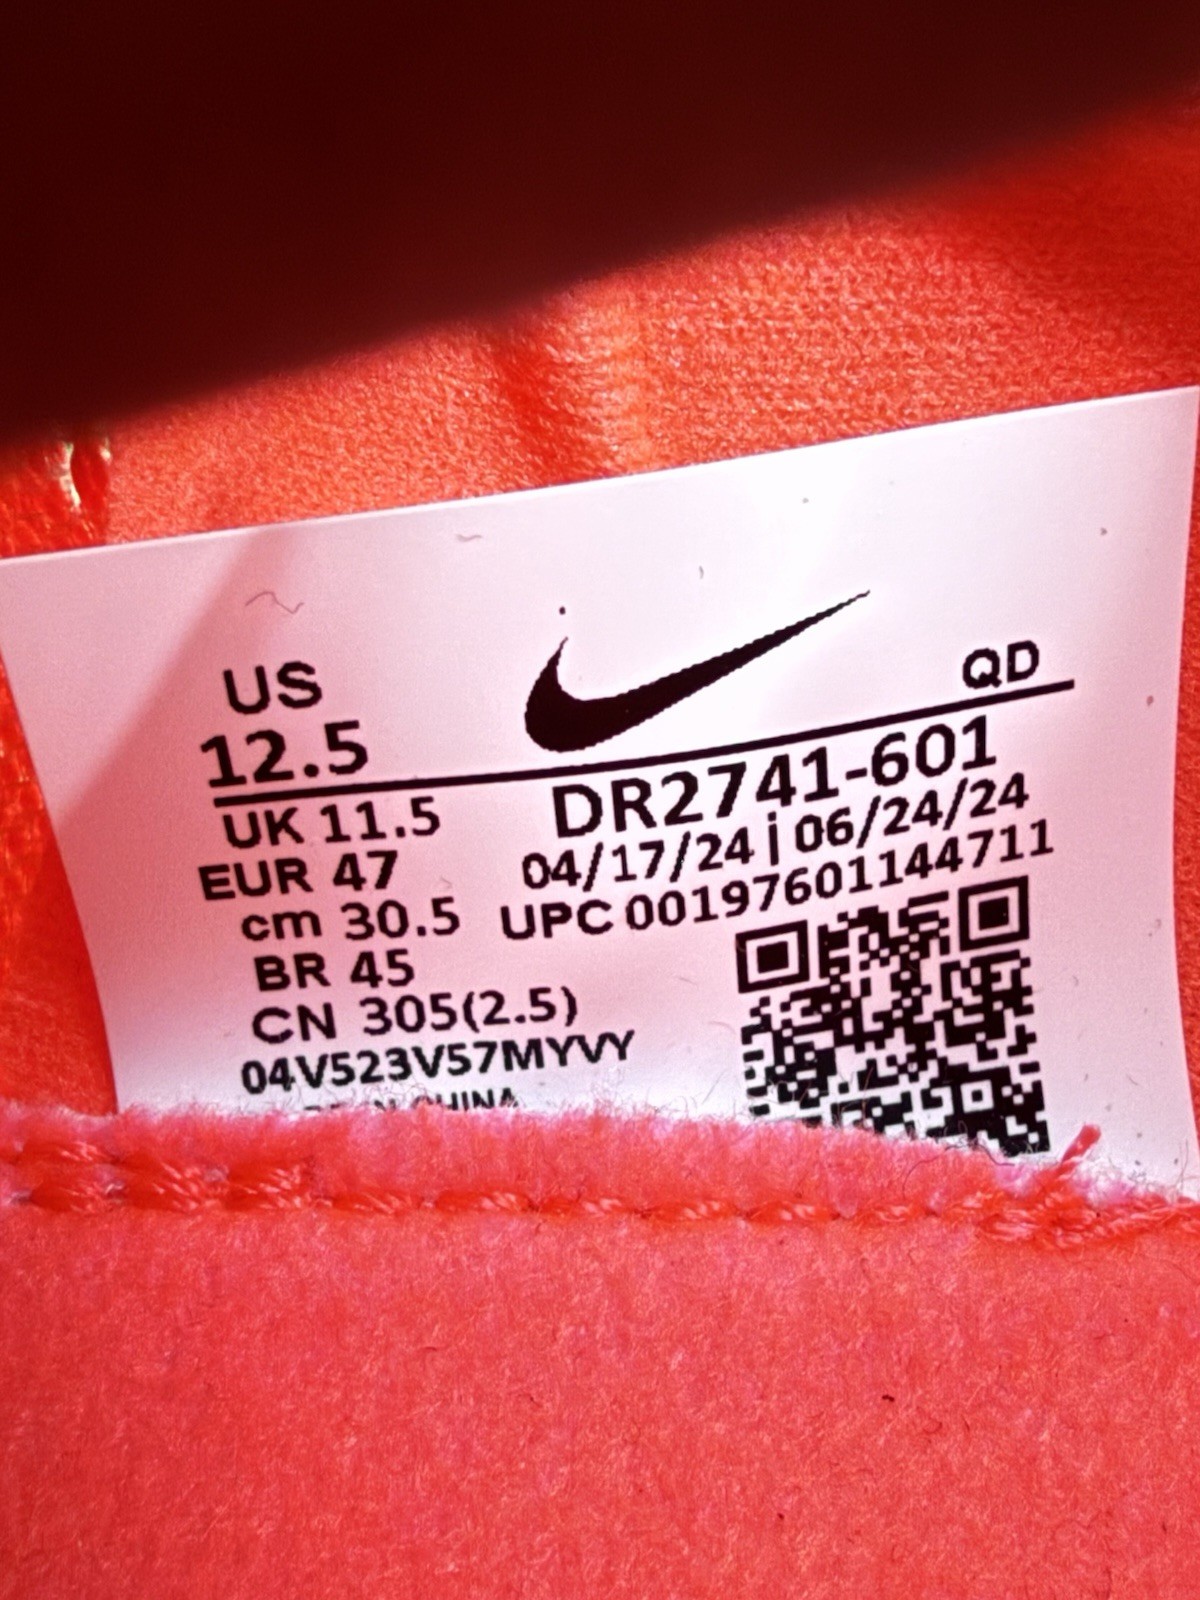 US
12.5
QD
UK 11.5
EUR 47
cm 30.5
BR 45
CN 305(2.5)
04V523V57MYVY
CHINA
DR2741-601
04/17/24 | 06/24/24
UPC 00197601144711